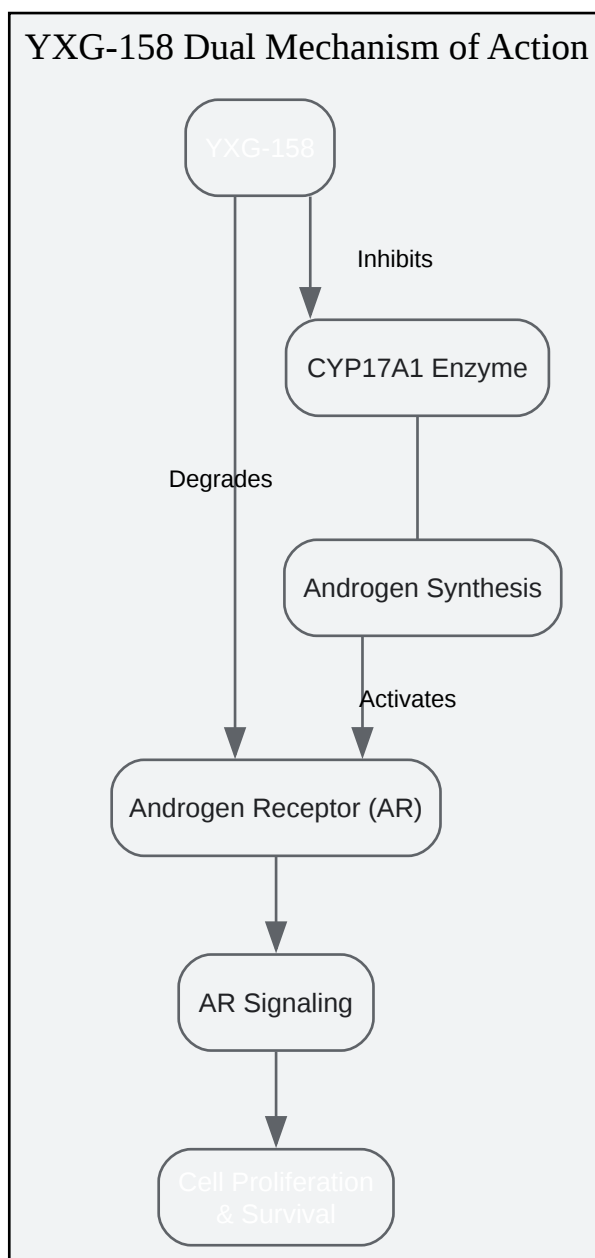 YXG-158 Dual Mechanism of Action
YXG-158
Inhibits
CYP17A1 Enzyme
Degrades
Androgen Synthesis
Activates
Androgen Receptor (AR)
AR Signaling
Cell Proliferation
& Survival